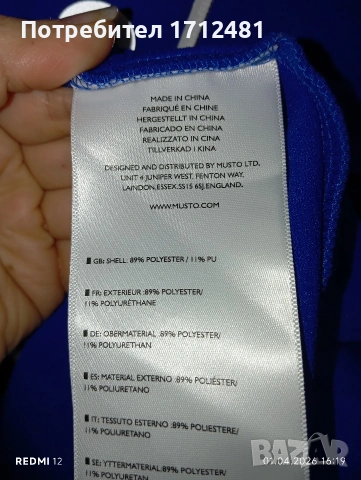 Потребител 1712481
MADE IN CHINA
FABRIQUÉ EN CHINE
HERGESTELLT IN CHINA
FABRICADO EN CHINA
REALIZZATO IN CINA
TILLVERKAD I KINA
DESIGNED AND DISTRIBUTED BY MUSTO LTD.
UNIT 4 JUNIPER WEST, FENTON WAY,
LAINDON,ESSEX.SS15 6SJ,ENGLAND.
WWW.MUSTO.COM
GB: SHELL: 89% POLYESTER / 11% PU
FR: EXTERIEUR :89% POLYESTER/
11% POLYURÉTHANE
DE: OBERMATERIAL :89% POLYESTER/
11% POLYURETHAN
ES: MATERIAL EXTERNO :89% POLIÉSTER/
11% POLIURETANO
IT: TESSUTO ESTERNO :89% POLIESTERE/
11% POLIURETANO
SE: YTTERMATERIAL :89% POLYESTER/
REDMI 12
01.04.2026 16:19
BAZAR